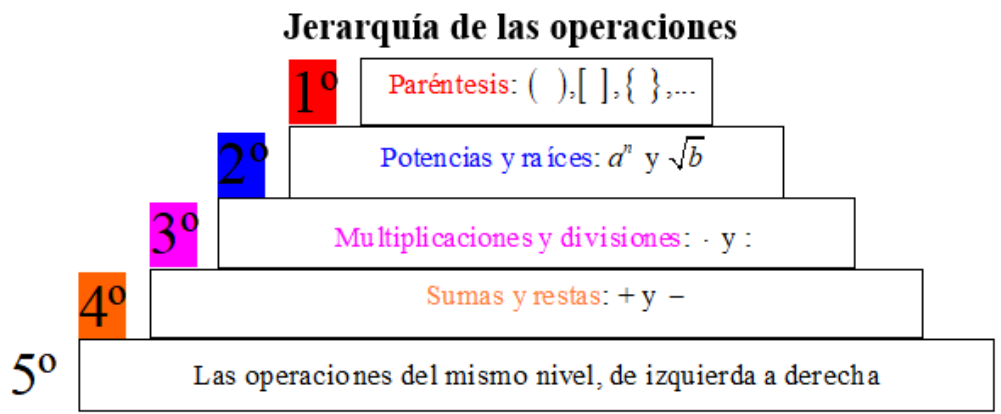 Jerarquía de las operaciones
1º Paréntesis: ( ),[ ],{ },...
2º Potencias y raíces: aⁿ y √b
3º Multiplicaciones y divisiones: · y :
4º Sumas y restas: + y −
5º Las operaciones del mismo nivel, de izquierda a derecha